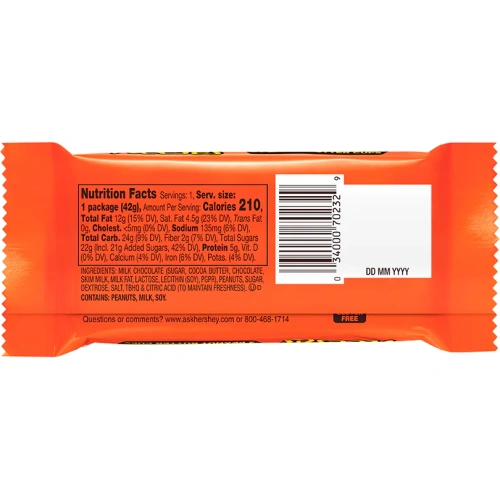 Nutrition Facts Servings: 1, Serv. size:
1 package (42g), Amount Per Serving: Calories 210,
Total Fat 12g (15% DV), Sat. Fat 4.5g (23% DV), Trans Fat
0g, Cholest. <5mg (0% DV), Sodium 135mg (6% DV),
Total Carb. 24g (9% DV), Fiber 2g (7% DV), Total Sugars
22g (Incl. 21g Added Sugars, 42% DV), Protein 5g, Vit. D
(0% DV), Calcium (4% DV), Iron (6% DV), Potas. (4% DV).
INGREDIENTS: MILK CHOCOLATE (SUGAR, COCOA BUTTER, CHOCOLATE,
SKIM MILK, MILK FAT, LACTOSE, LECITHIN (SOY), PGPR), PEANUTS, SUGAR,
DEXTROSE, SALT, TBHQ & CITRIC ACID (TO MAINTAIN FRESHNESS).
CONTAINS: PEANUTS, MILK, SOY.
Questions or comments? www.askhershey.com or 800-468-1714
0 34000 70232 9
DD MM YYYY
FREE